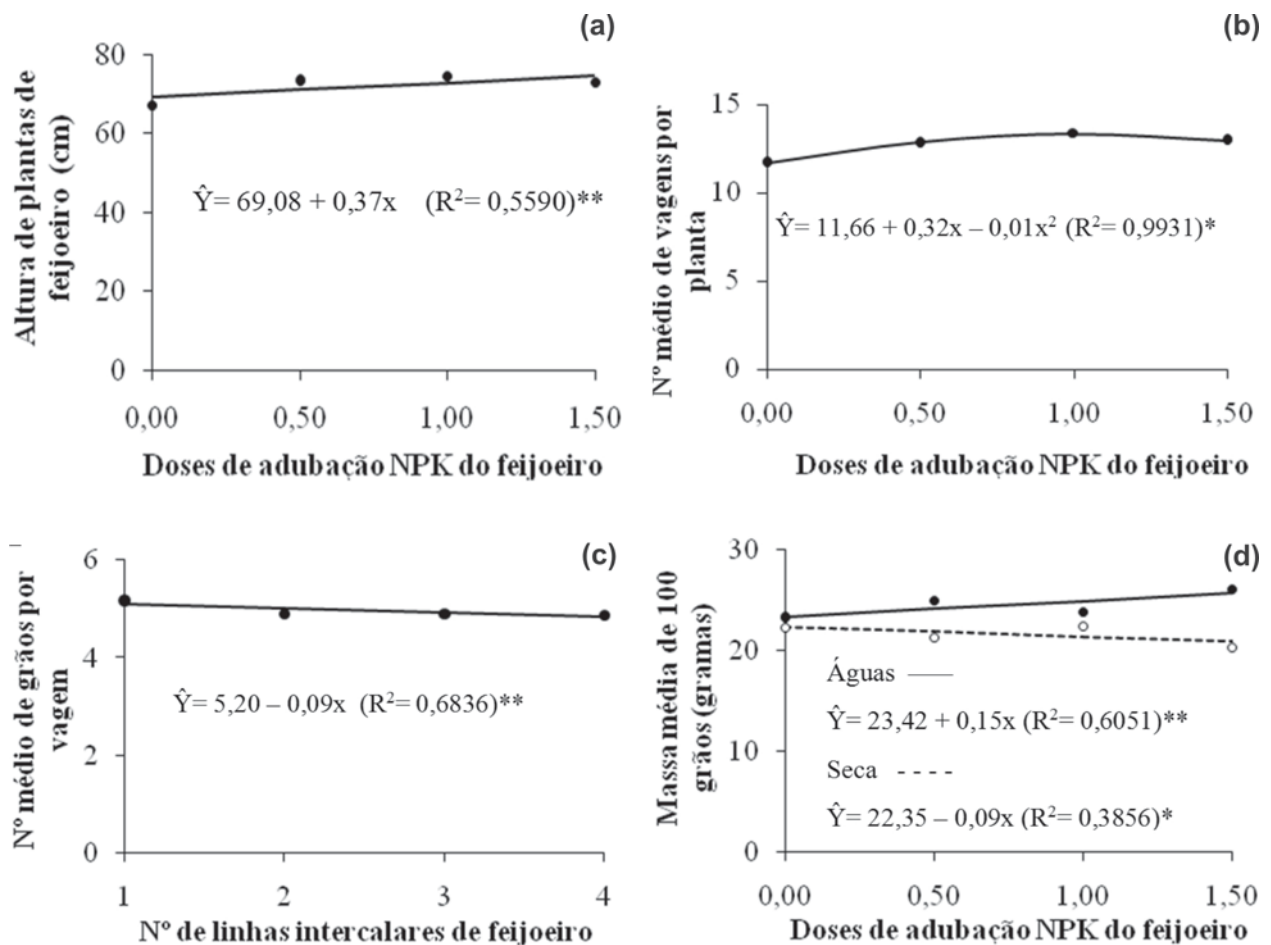 (a)
Altura de plantas de
feijoeiro (cm)
80
60
40
20
0
Ŷ= 69,08 + 0,37x (R²= 0,5590)**
0,00 0,50 1,00 1,50
Doses de adubação NPK do feijoeiro
(b)
Nº médio de vagens por
planta
15
10
5
0
Ŷ= 11,66 + 0,32x – 0,01x² (R²= 0,9931)*
0,00 0,50 1,00 1,50
Doses de adubação NPK do feijoeiro
(c)
Nº médio de grãos por
vagem
6
4
2
0
Ŷ= 5,20 – 0,09x (R²= 0,6836)**
1 2 3 4
Nº de linhas intercalares de feijoeiro
(d)
Massa média de 100
grãos (gramas)
30
20
10
0
Águas
Ŷ= 23,42 + 0,15x (R²= 0,6051)**
Seca
Ŷ= 22,35 – 0,09x (R²= 0,3856)*
0,00 0,50 1,00 1,50
Doses de adubação NPK do feijoeiro